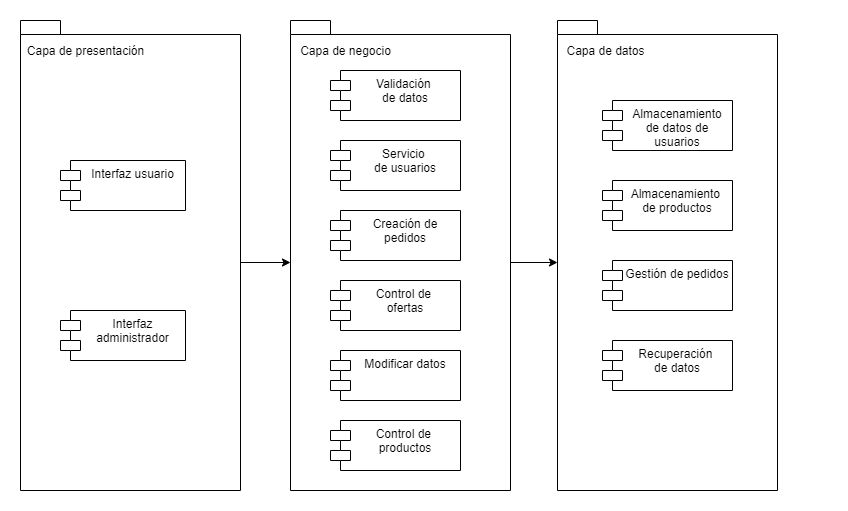 Capa de presentación
Interfaz usuario
Interfaz
administrador
Capa de negocio
Validación
de datos
Servicio
de usuarios
Creación de
pedidos
Control de
ofertas
Modificar datos
Control de
productos
Capa de datos
Almacenamiento
de datos de
usuarios
Almacenamiento
de productos
Gestión de pedidos
Recuperación
de datos